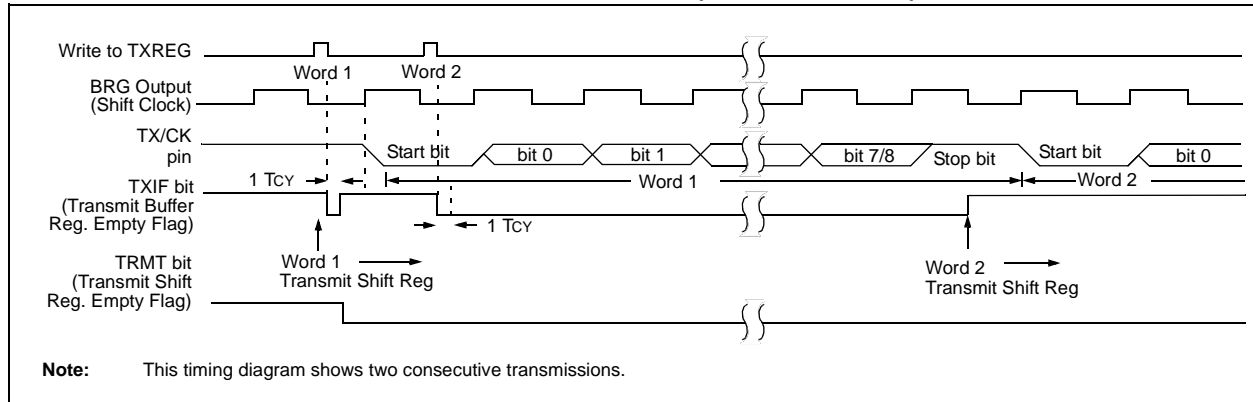 Write to TXREG
Word 1
Word 2
BRG Output
(Shift Clock)
TX/CK
pin
Start bit
bit 0
bit 1
bit 7/8
Stop bit
Start bit
bit 0
1 TCY
Word 1
Word 2
TXIF bit
(Transmit Buffer
Reg. Empty Flag)
1 TCY
Word 1
Transmit Shift Reg
Word 2
Transmit Shift Reg
TRMT bit
(Transmit Shift
Reg. Empty Flag)
Note: This timing diagram shows two consecutive transmissions.